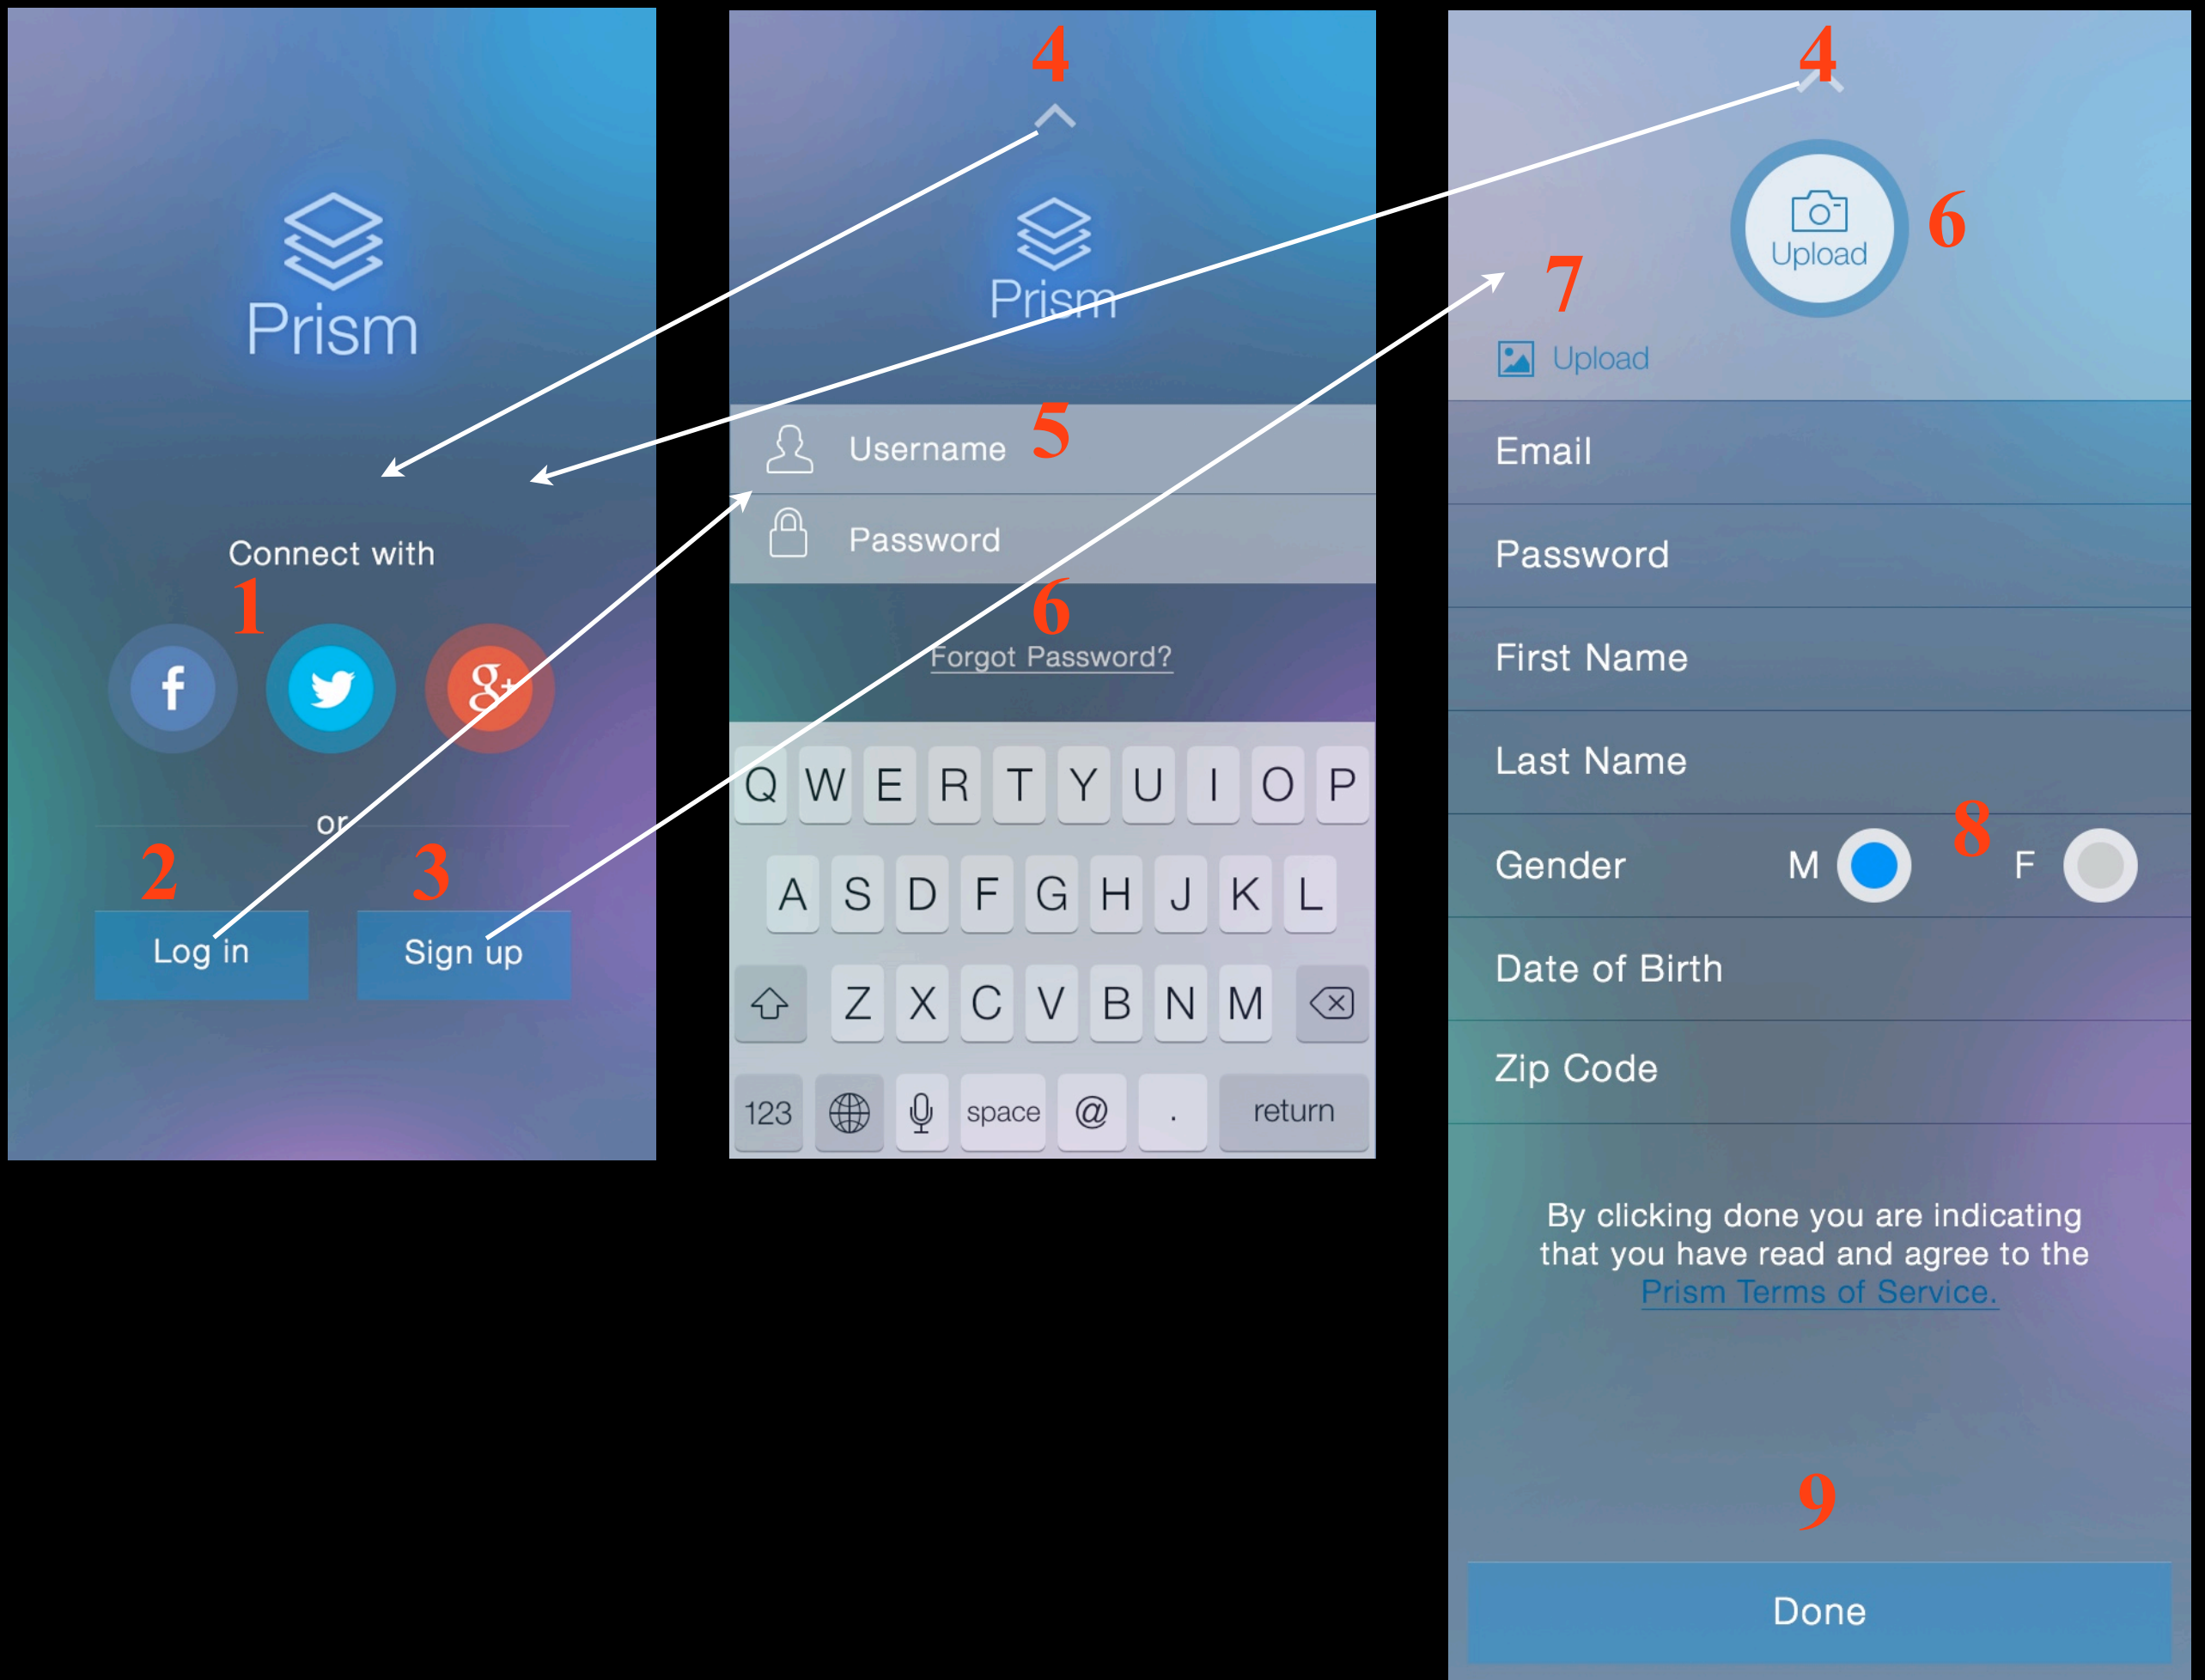 Prism
Connect with
1
f
g+
or
2
3
Log in
Sign up
4
Prism
Username
5
Password
6
Forgot Password?
Q W E R T Y U I O P
A S D F G H J K L
Z X C V B N M
123
space
@
.
return
4
Upload
6
7
Upload
Email
Password
First Name
Last Name
8
Gender M F
Date of Birth
Zip Code
By clicking done you are indicating
that you have read and agree to the
Prism Terms of Service.
9
Done